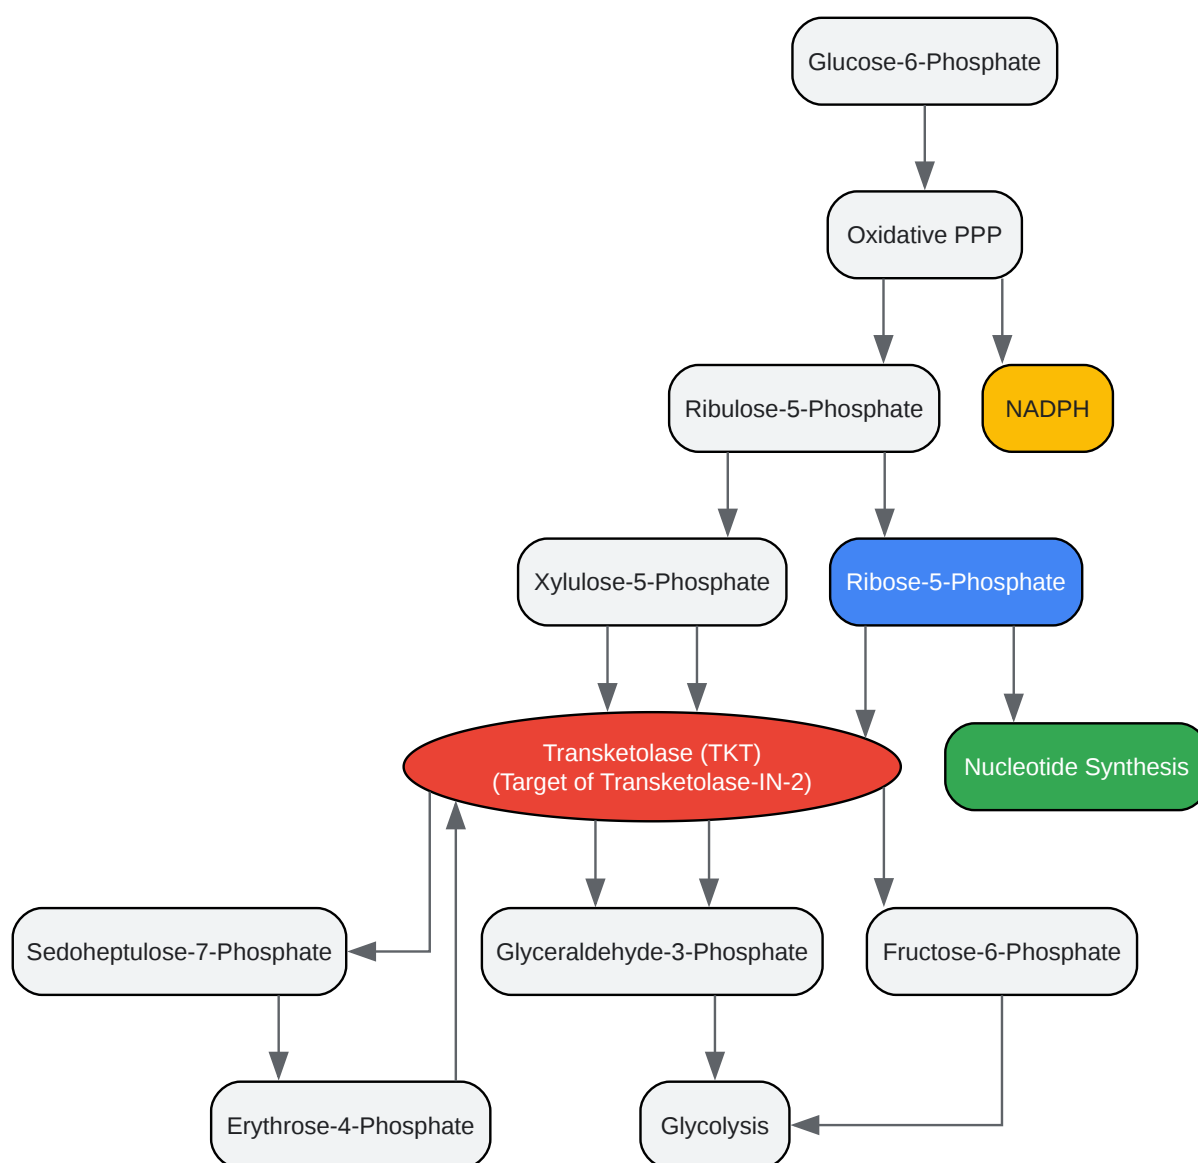 Glucose-6-Phosphate
Oxidative PPP
Ribulose-5-Phosphate
NADPH
Xylulose-5-Phosphate
Ribose-5-Phosphate
Transketolase (TKT)
(Target of Transketolase-IN-2)
Nucleotide Synthesis
Sedoheptulose-7-Phosphate
Glyceraldehyde-3-Phosphate
Fructose-6-Phosphate
Erythrose-4-Phosphate
Glycolysis